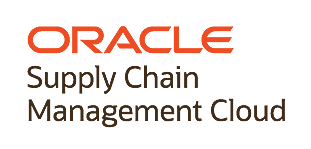 ORACLE
Supply Chain
Management Cloud